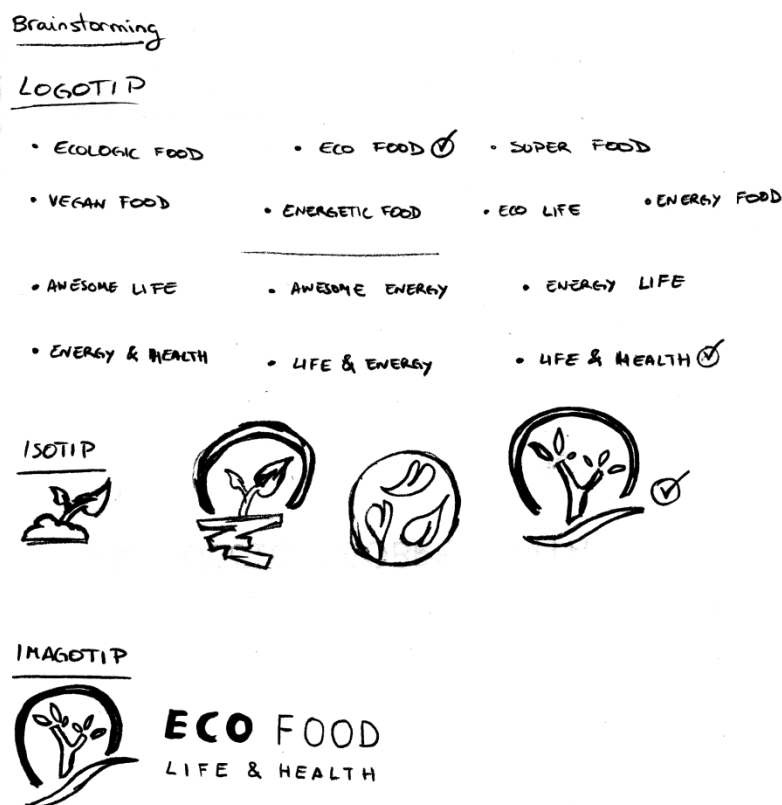 Brainstorming
LOGOTIP
• ECOLOGIC FOOD • ECO FOOD • SUPER FOOD
• VEGAN FOOD • ENERGETIC FOOD • ECO LIFE • ENERGY FOOD
• AWESOME LIFE • AWESOME ENERGY • ENERGY LIFE
• ENERGY & HEALTH • LIFE & ENERGY • LIFE & HEALTH
ISOTIP
IMAGOTIP
ECO FOOD
LIFE & HEALTH